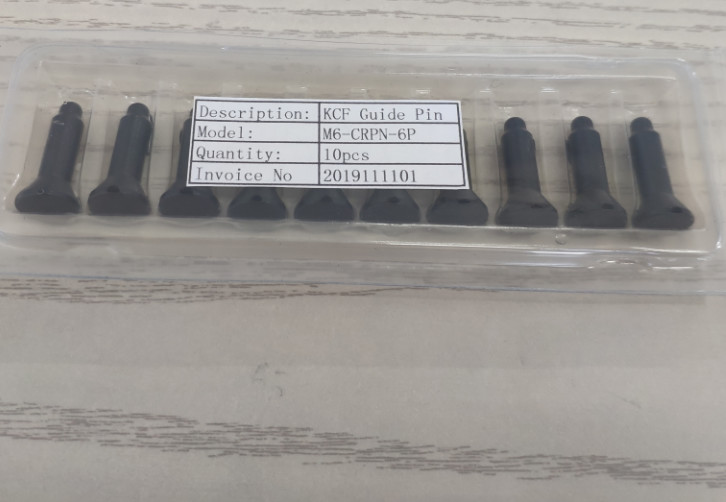 Description: KCF Guide Pin
Model: M6-CRPN-6P
Quantity: 10pcs
Invoice No 2019111101